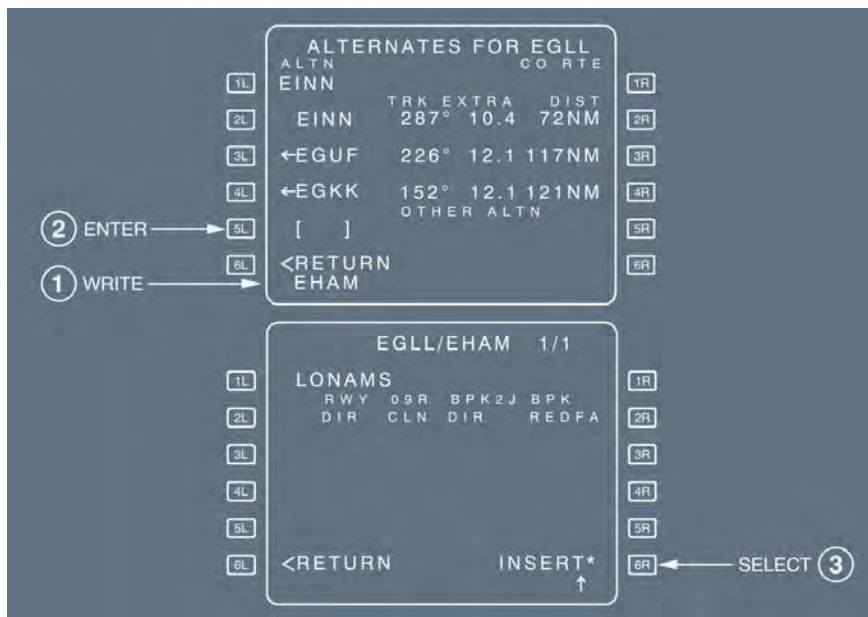 ALTERNATES FOR EGLL
ALTN CO RTE
1L EINN 1R
TRK EXTRA DIST
2L EINN 287° 10.4 72NM 2R
3L ←EGUF 226° 12.1 117NM 3R
4L ←EGKK 152° 12.1 121NM 4R
OTHER ALTN
2 ENTER 5L [ ] 5R
6L <RETURN 6R
1 WRITE EHAM
EGLL/EHAM 1/1
1L LONAMS 1R
RWY 09R BPK2J BPK
2L DIR CLN DIR REDFA 2R
3L 3R
4L 4R
5L 5R
6L <RETURN INSERT* 6R SELECT 3
↑